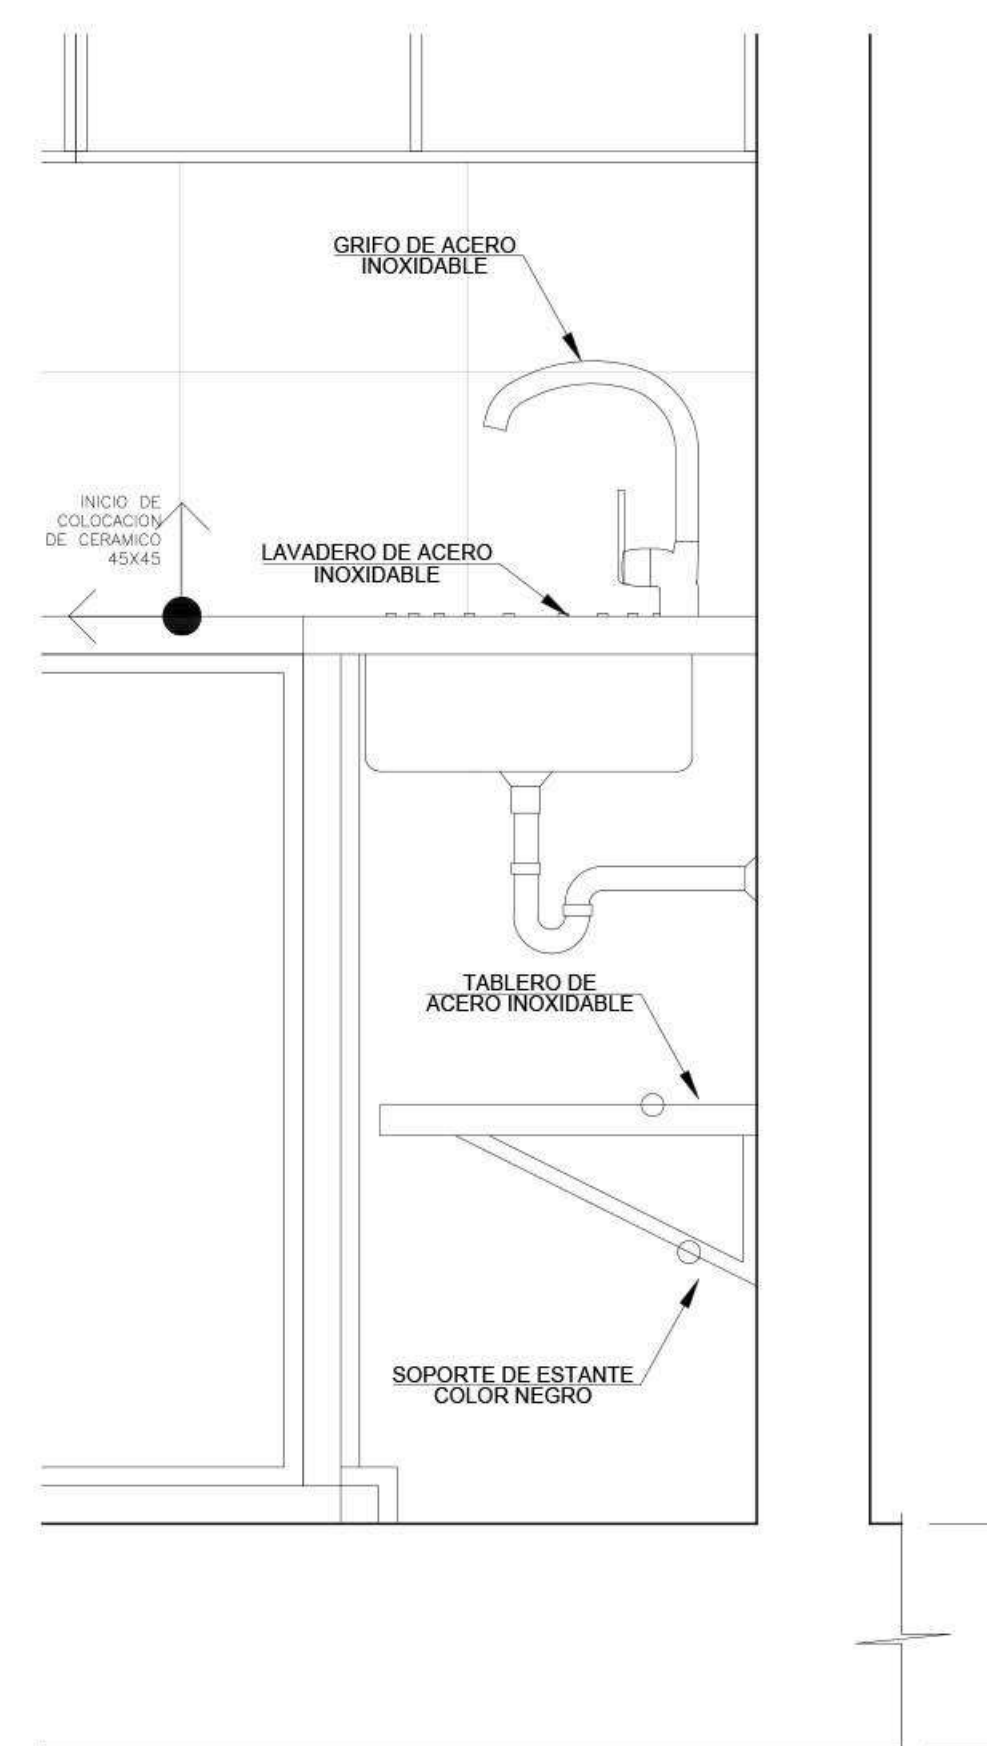 GRIFO DE ACERO
INOXIDABLE
INICIO DE
COLOCACION
DE CERAMICO
45X45
LAVADERO DE ACERO
INOXIDABLE
TABLERO DE
ACERO INOXIDABLE
SOPORTE DE ESTANTE
COLOR NEGRO